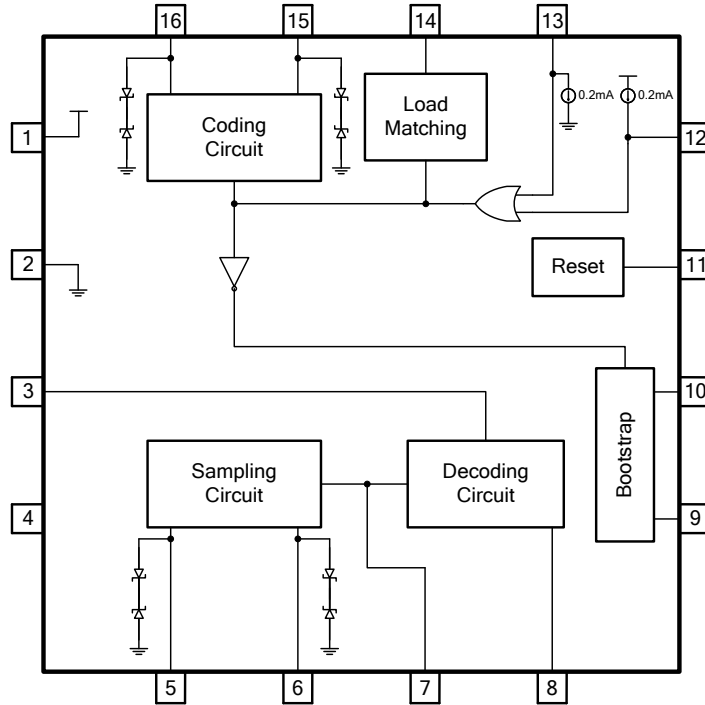 16
15
14
13
0.2mA
0.2mA
Coding
Circuit
Load
Matching
1
12
2
Reset
11
3
10
Bootstrap
Sampling
Circuit
Decoding
Circuit
4
9
5
6
7
8